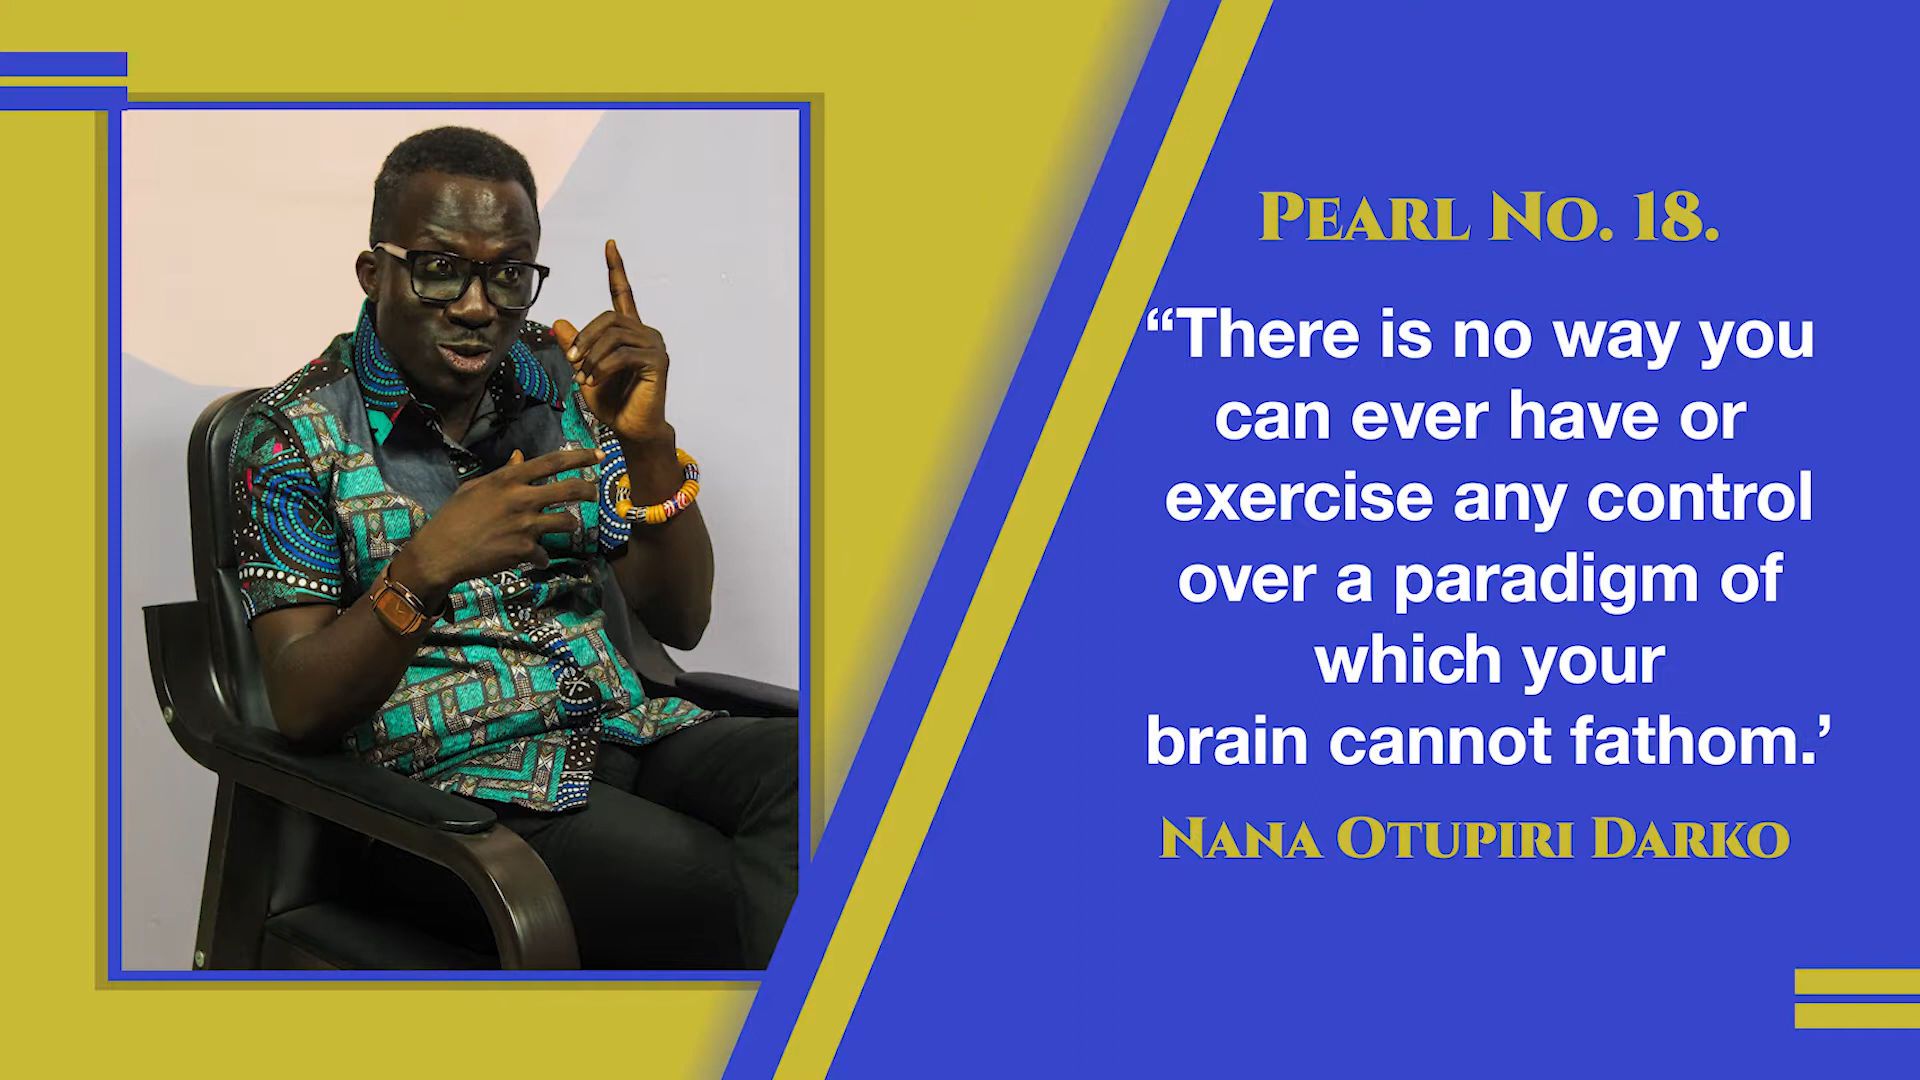 PEARL NO. 18.
“There is no way you
can ever have or
exercise any control
over a paradigm of
which your
brain cannot fathom.’
NANA OTUPIRI DARKO